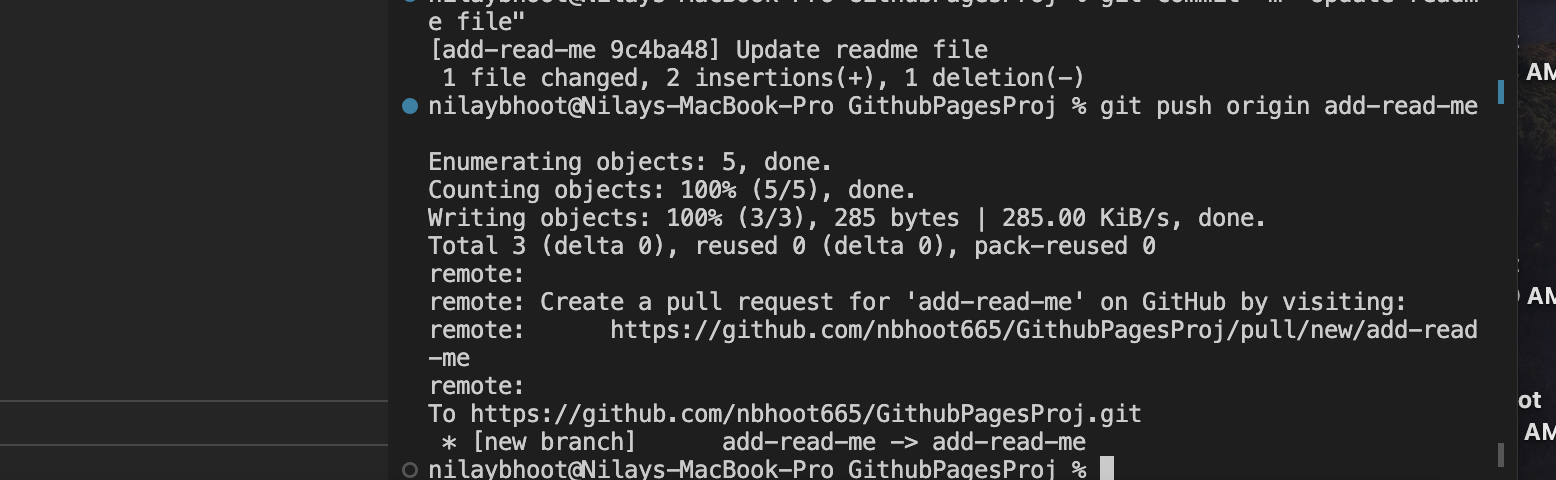 e file"
[add-read-me 9c4ba48] Update readme file
 1 file changed, 2 insertions(+), 1 deletion(-)
nilaybhoot@Nilays-MacBook-Pro GithubPagesProj % git push origin add-read-me
Enumerating objects: 5, done.
Counting objects: 100% (5/5), done.
Writing objects: 100% (3/3), 285 bytes | 285.00 KiB/s, done.
Total 3 (delta 0), reused 0 (delta 0), pack-reused 0
remote:
remote: Create a pull request for 'add-read-me' on GitHub by visiting:
remote:      https://github.com/nbhoot665/GithubPagesProj/pull/new/add-read
-me
remote:
To https://github.com/nbhoot665/GithubPagesProj.git
 * [new branch]      add-read-me -> add-read-me
nilaybhoot@Nilays-MacBook-Pro GithubPagesProj %
AM
AM
ot
AM